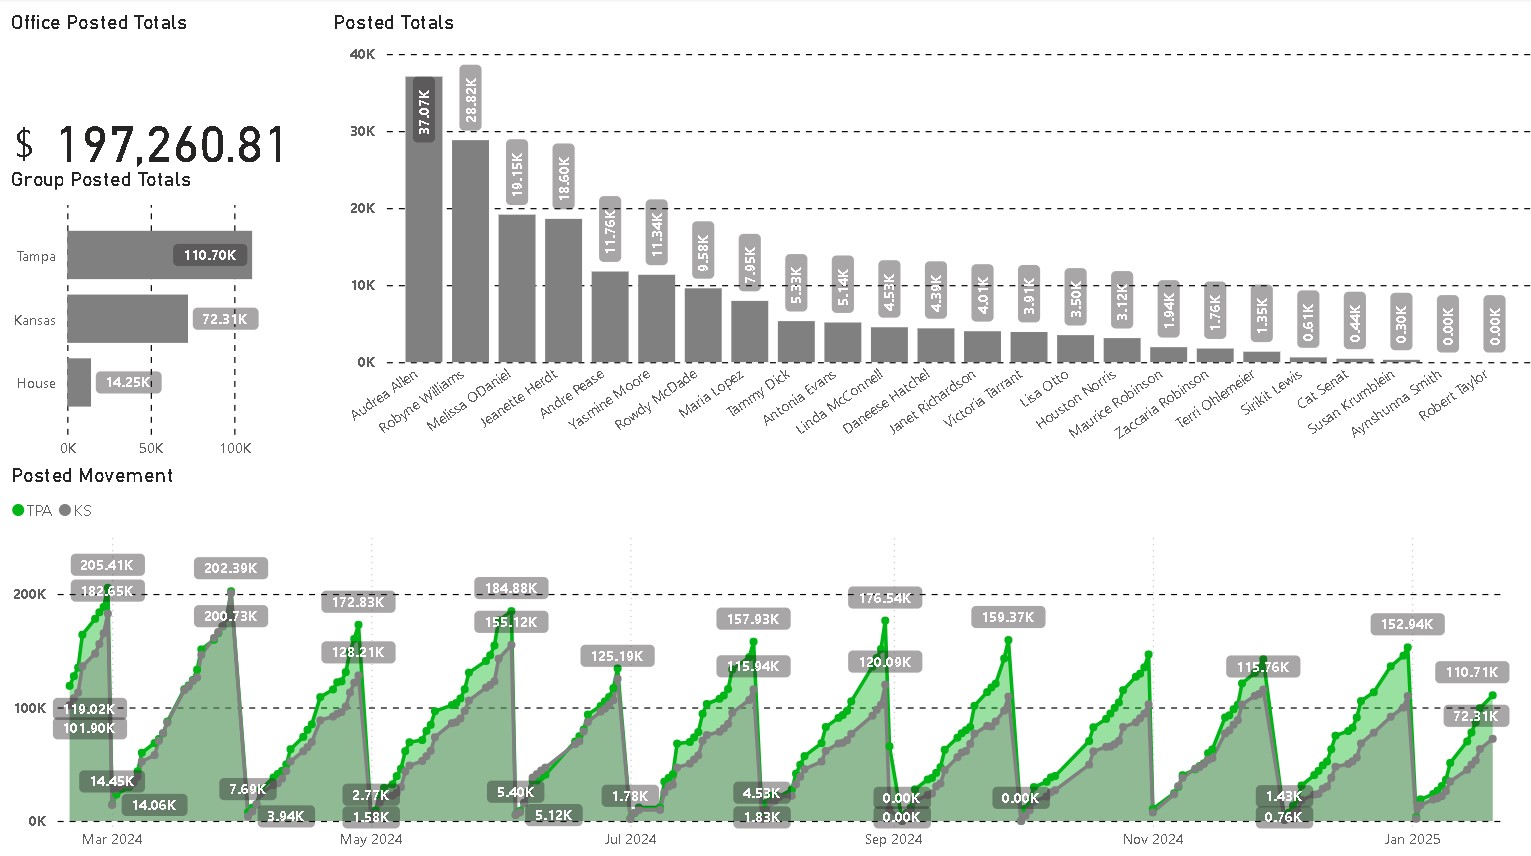 Office Posted Totals
$ 197,260.81
Group Posted Totals
Tampa 110.70K
Kansas 72.31K
House 14.25K
0K 50K 100K
Posted Totals
40K
30K
20K
10K
0K
37.07K 28.82K 19.15K 18.60K 11.76K 11.34K 9.58K 7.95K 5.33K 5.14K 4.53K 4.39K 4.01K 3.91K 3.50K 3.12K 1.94K 1.76K 1.35K 0.61K 0.44K 0.30K 0.00K 0.00K
Audrea Allen
Robyne Williams
Melissa ODaniel
Jeanette Herdt
Andre Pease
Yasmine Moore
Rowdy McDade
Maria Lopez
Tammy Dick
Antonia Evans
Linda McConnell
Daneese Hatchel
Janet Richardson
Victoria Tarrant
Lisa Otto
Houston Norris
Maurice Robinson
Zaccaria Robinson
Terri Ohlemeier
Sirikit Lewis
Cat Senat
Susan Krumblein
Aynshunna Smith
Robert Taylor
Posted Movement
TPA KS
200K
100K
0K
205.41K
182.65K
119.02K
101.90K
14.45K
14.06K
202.39K
200.73K
7.69K
3.94K
172.83K
128.21K
2.77K
1.58K
184.88K
155.12K
5.40K
5.12K
125.19K
1.78K
157.93K
115.94K
4.53K
1.83K
176.54K
120.09K
0.00K
0.00K
159.37K
0.00K
115.76K
1.43K
0.76K
152.94K
110.71K
72.31K
Mar 2024 May 2024 Jul 2024 Sep 2024 Nov 2024 Jan 2025